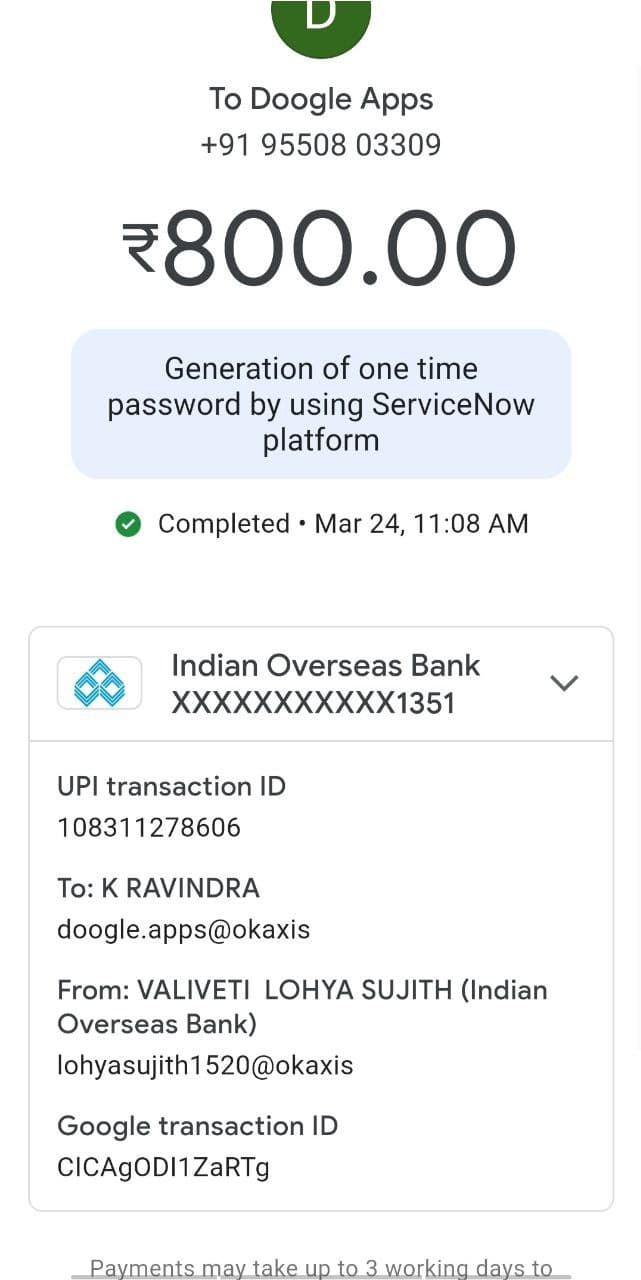 D
To Doogle Apps
+91 95508 03309
₹800.00
Generation of one time
password by using ServiceNow
platform
Completed • Mar 24, 11:08 AM
Indian Overseas Bank
XXXXXXXXXXX1351
UPI transaction ID
108311278606
To: K RAVINDRA
doogle.apps@okaxis
From: VALIVETI  LOHYA SUJITH (Indian
Overseas Bank)
lohyasujith1520@okaxis
Google transaction ID
CICAgODI1ZaRTg
Payments may take up to 3 working days to